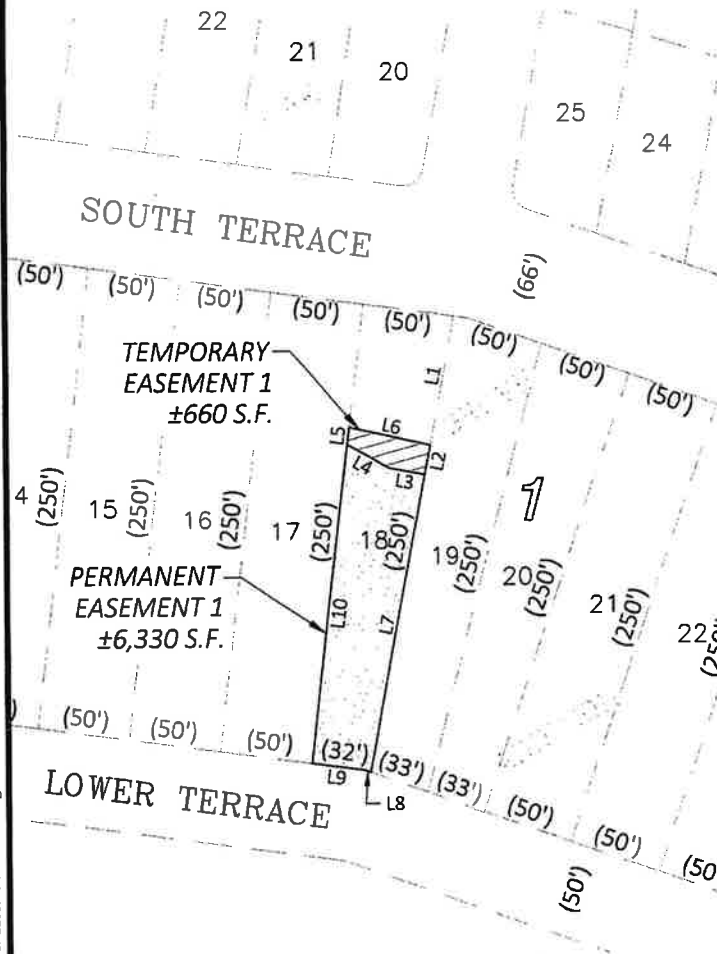 22
21
20
25
24
SOUTH TERRACE
(66')
(50')
(50')
(50')
(50')
(50')
(50')
(50')
(50')
TEMPORARY
EASEMENT 1
±660 S.F.
L1
L5
L6
L2
L4
L3
1
4
(250')
15
(250')
16
(250')
17
(250')
18
(250')
19
(250')
20
(250')
21
(250')
22
PERMANENT
EASEMENT 1
±6,330 S.F.
L10
L7
(50')
(50')
(50')
(32')
(33')
(33')
(50')
(50')
(50
L9
L8
LOWER TERRACE
(50')